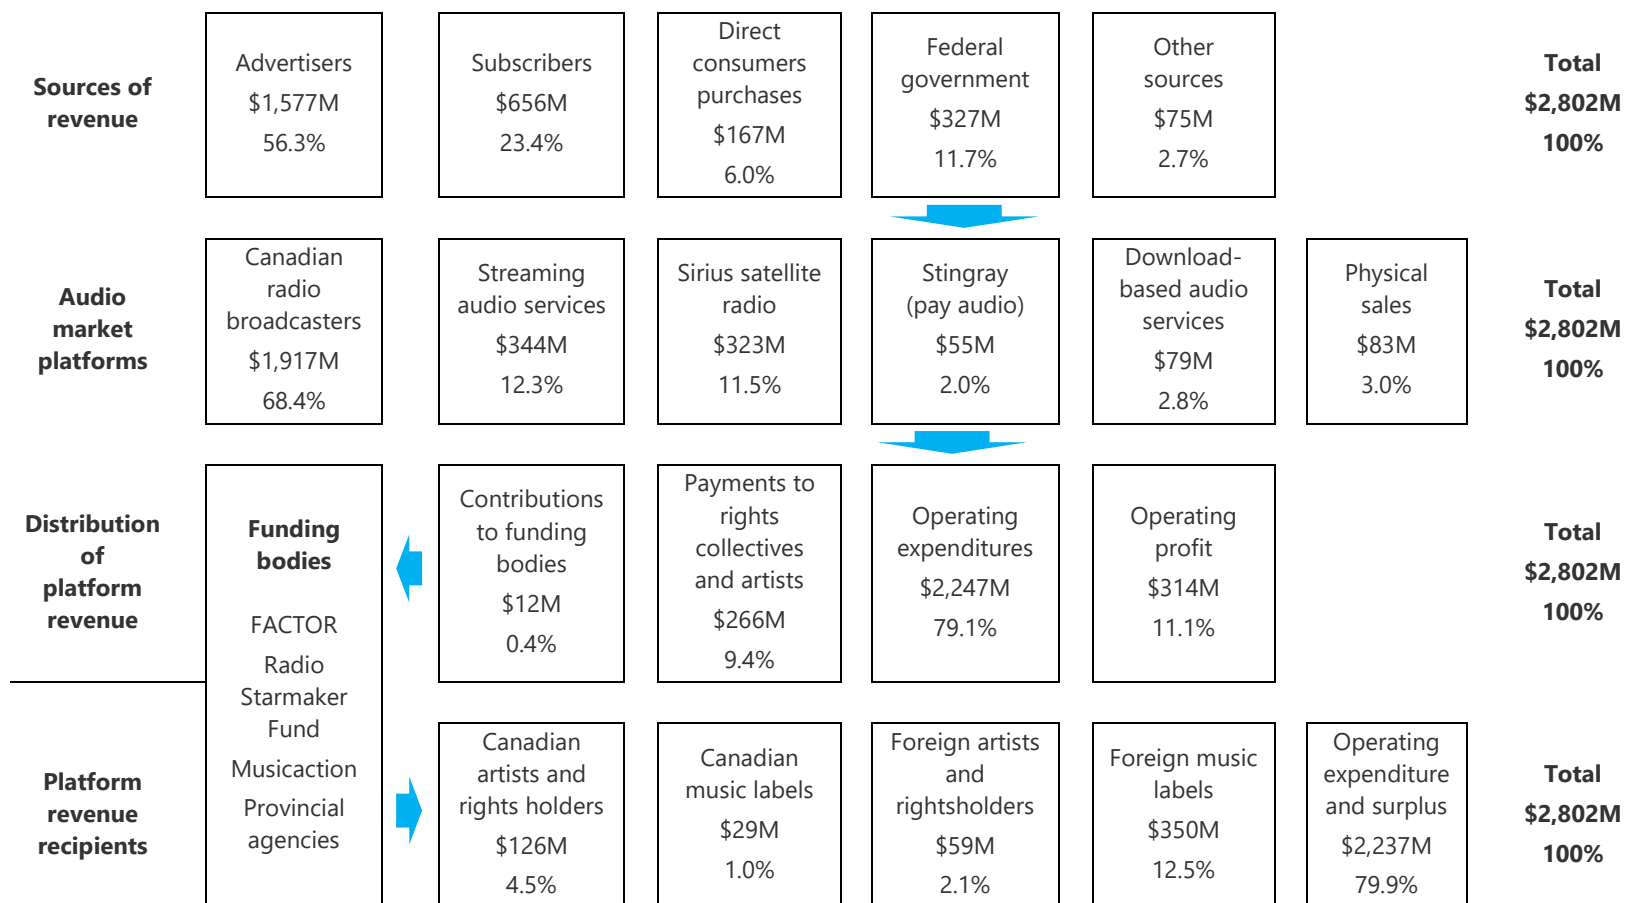 Sources of
revenue
Advertisers
$1,577M
56.3%
Subscribers
$656M
23.4%
Direct
consumers
purchases
$167M
6.0%
Federal
government
$327M
11.7%
Other
sources
$75M
2.7%
Total
$2,802M
100%
Audio
market
platforms
Canadian
radio
broadcasters
$1,917M
68.4%
Streaming
audio services
$344M
12.3%
Sirius satellite
radio
$323M
11.5%
Stingray
(pay audio)
$55M
2.0%
Download-
based audio
services
$79M
2.8%
Physical
sales
$83M
3.0%
Total
$2,802M
100%
Distribution
of
platform
revenue
Funding
bodies
FACTOR
Radio
Starmaker
Fund
Musicaction
Provincial
agencies
Contributions
to funding
bodies
$12M
0.4%
Payments to
rights
collectives
and artists
$266M
9.4%
Operating
expenditures
$2,247M
79.1%
Operating
profit
$314M
11.1%
Total
$2,802M
100%
Platform
revenue
recipients
Canadian
artists and
rights holders
$126M
4.5%
Canadian
music labels
$29M
1.0%
Foreign artists
and
rightsholders
$59M
2.1%
Foreign music
labels
$350M
12.5%
Operating
expenditure
and surplus
$2,237M
79.9%
Total
$2,802M
100%